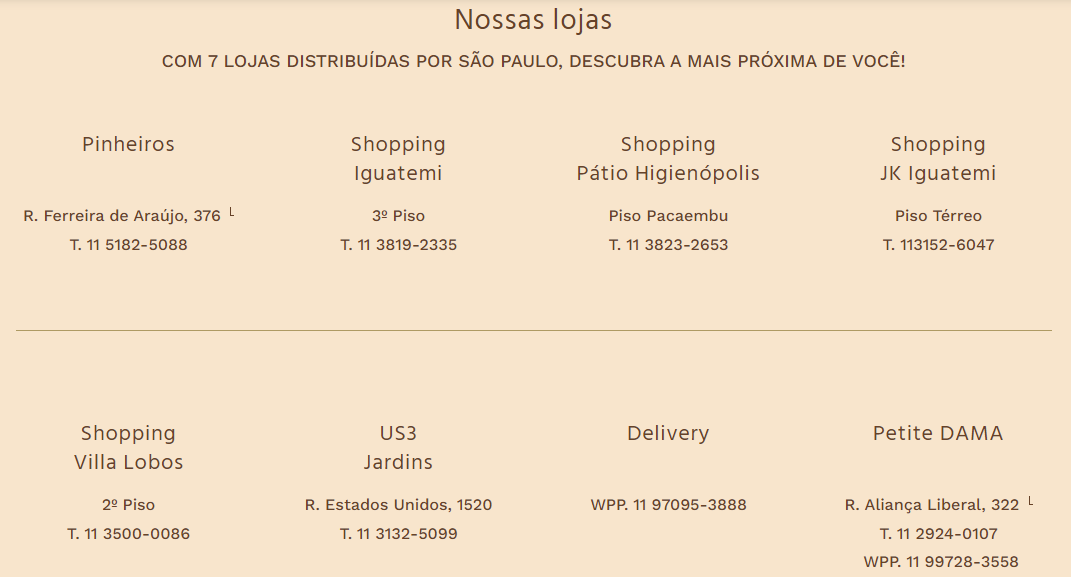 Nossas lojas
COM 7 LOJAS DISTRIBUÍDAS POR SÃO PAULO, DESCUBRA A MAIS PRÓXIMA DE VOCÊ!
Pinheiros
R. Ferreira de Araújo, 376 └
T. 11 5182-5088
Shopping
Iguatemi
3º Piso
T. 11 3819-2335
Shopping
Pátio Higienópolis
Piso Pacaembu
T. 11 3823-2653
Shopping
JK Iguatemi
Piso Térreo
T. 113152-6047
Shopping
Villa Lobos
2º Piso
T. 11 3500-0086
US3
Jardins
R. Estados Unidos, 1520
T. 11 3132-5099
Delivery
WPP. 11 97095-3888
Petite DAMA
R. Aliança Liberal, 322 └
T. 11 2924-0107
WPP. 11 99728-3558